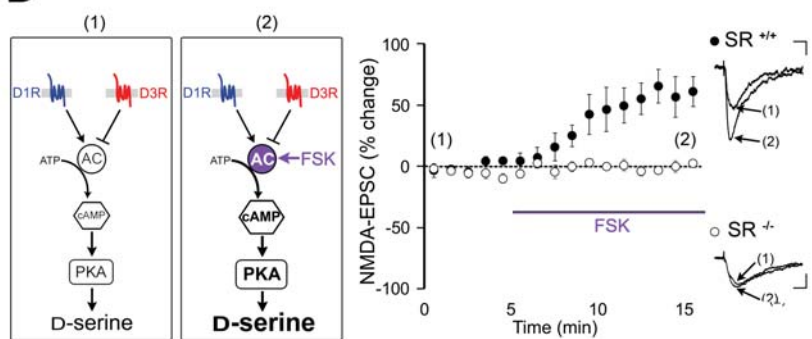 (1) (2)
D1R D3R D1R D3R
AC AC FSK
ATP ATP
cAMP cAMP
PKA PKA
D-serine D-serine
NMDA-EPSC (% change)
100
50
0
-50
-100
(1) (2)
FSK
0 5 10 15
Time (min)
SR +/+
(1)
(2)
SR -/-
(1)
(2)